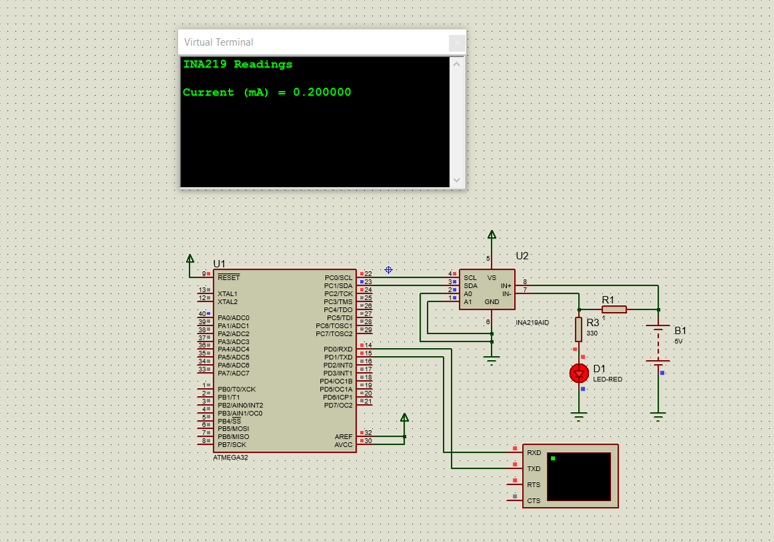 Virtual Terminal
INA219 Readings
Current (mA) = 0.200000
U1
9 RESET
13 XTAL1
12 XTAL2
40 PA0/ADC0
39 PA1/ADC1
38 PA2/ADC2
37 PA3/ADC3
36 PA4/ADC4
35 PA5/ADC5
34 PA6/ADC6
33 PA7/ADC7
1 PB0/T0/XCK
2 PB1/T1
3 PB2/AIN0/INT2
4 PB3/AIN1/OC0
5 PB4/SS
6 PB5/MOSI
7 PB6/MISO
8 PB7/SCK
PC0/SCL 22
PC1/SDA 23
PC2/TCK 24
PC3/TMS 25
PC4/TDO 26
PC5/TDI 27
PC6/TOSC1 28
PC7/TOSC2 29
PD0/RXD 14
PD1/TXD 15
PD2/INT0 16
PD3/INT1 17
PD4/OC1B 18
PD5/OC1A 19
PD6/ICP1 20
PD7/OC2 21
AREF 32
AVCC 30
ATMEGA32
U2
5
4 SCL
3 SDA
2 A0
1 A1
VS
GND
IN+ 8
IN- 7
6
INA219AID
R1
1
R3
330
B1
5V
D1
LED-RED
RXD
TXD
RTS
CTS